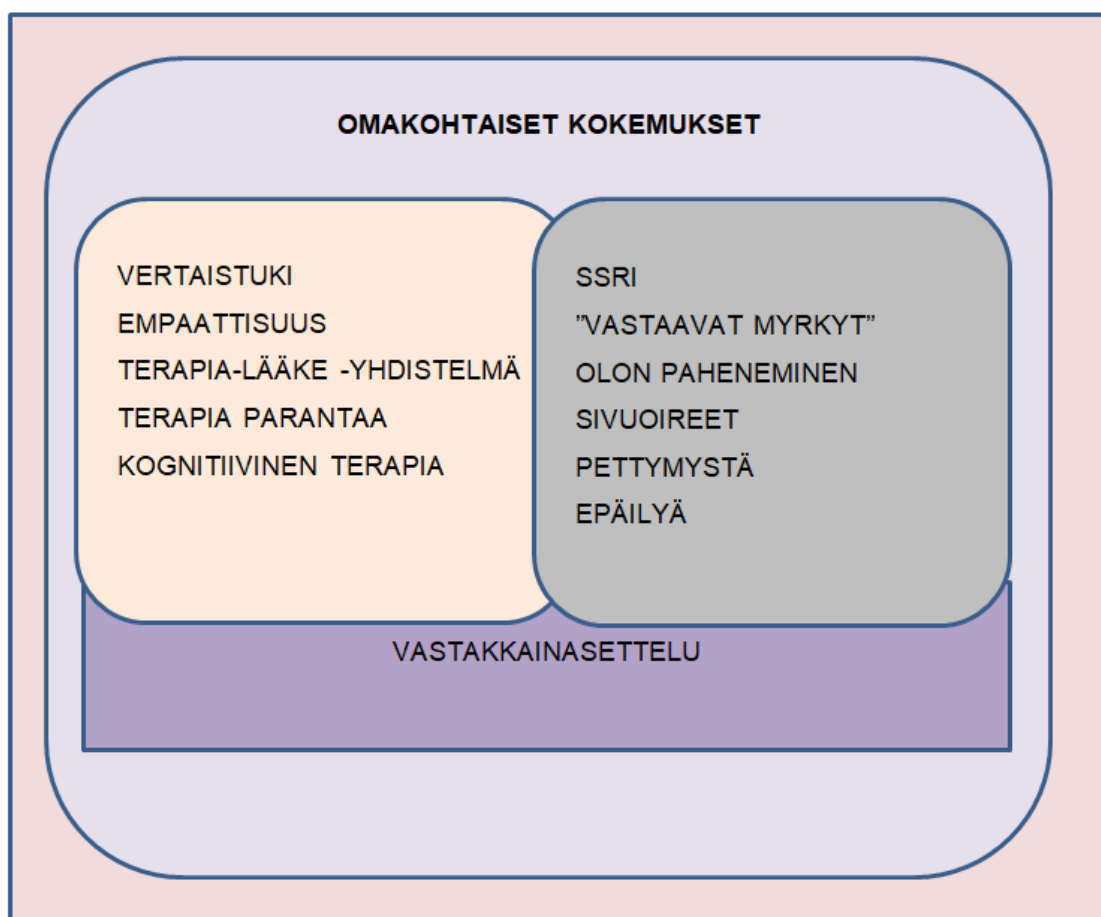 OMAKOHTAISET KOKEMUKSET
VERTAISTUKI
EMPAATTISUUS
TERAPIA-LÄÄKE -YHDISTELMÄ
TERAPIA PARANTAA
KOGNITIIVINEN TERAPIA
SSRI
”VASTAAVAT MYRKYT”
OLON PAHENEMINEN
SIVUOIREET
PETTYMYSTÄ
EPÄILYÄ
VASTAKKAINASETTELU